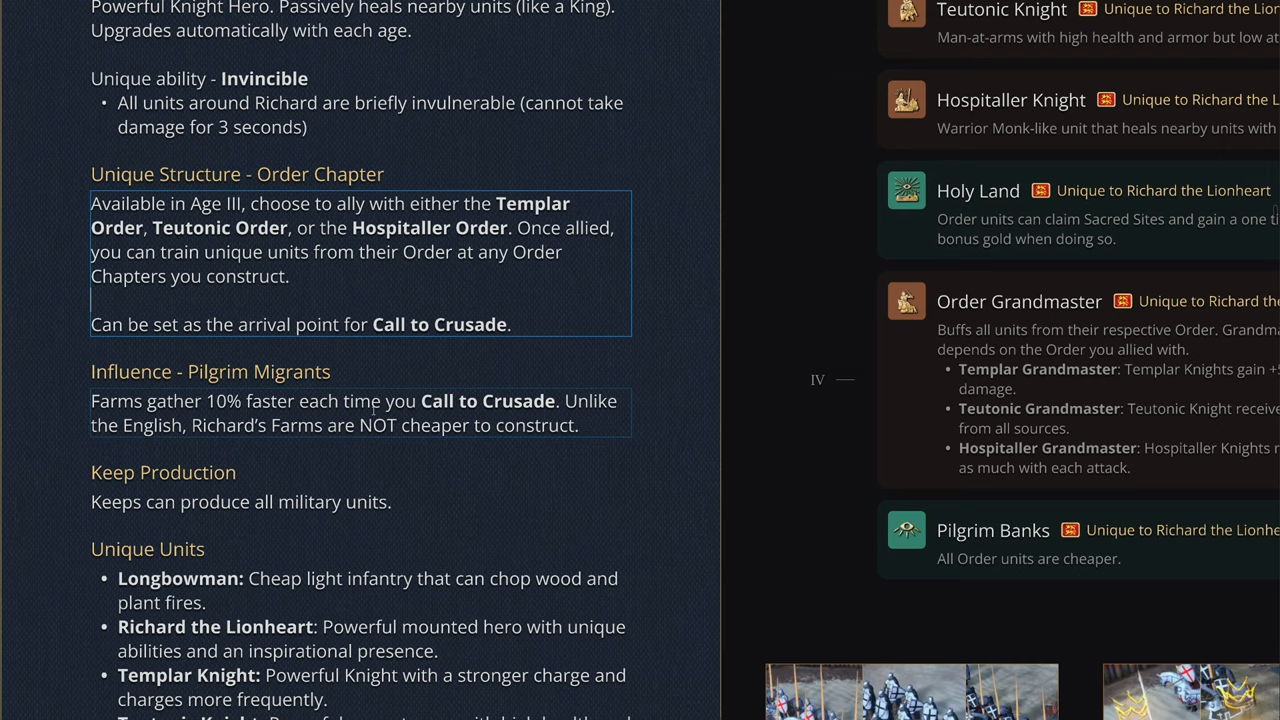 Powerful Knight Hero. Passively heals nearby units (like a King).
Upgrades automatically with each age.
Unique ability - Invincible
• All units around Richard are briefly invulnerable (cannot take
damage for 3 seconds)
Unique Structure - Order Chapter
Available in Age III, choose to ally with either the Templar
Order, Teutonic Order, or the Hospitaller Order. Once allied,
you can train unique units from their Order at any Order
Chapters you construct.
Can be set as the arrival point for Call to Crusade.
Influence - Pilgrim Migrants
Farms gather 10% faster each time you Call to Crusade. Unlike
the English, Richard's Farms are NOT cheaper to construct.
Keep Production
Keeps can produce all military units.
Unique Units
• Longbowman: Cheap light infantry that can chop wood and
plant fires.
• Richard the Lionheart: Powerful mounted hero with unique
abilities and an inspirational presence.
• Templar Knight: Powerful Knight with a stronger charge and
charges more frequently.
Teutonic Knight Unique to Richard the Lion
Man-at-arms with high health and armor but low at
Hospitaller Knight Unique to Richard the L
Warrior Monk-like unit that heals nearby units with
Holy Land Unique to Richard the Lionheart
Order units can claim Sacred Sites and gain a one ti
bonus gold when doing so.
IV
Order Grandmaster Unique to Richard the
Buffs all units from their respective Order. Grandma
depends on the Order you allied with.
• Templar Grandmaster: Templar Knights gain +
damage.
• Teutonic Grandmaster: Teutonic Knight receive
from all sources.
• Hospitaller Grandmaster: Hospitaller Knights
as much with each attack.
Pilgrim Banks Unique to Richard the Lionhe
All Order units are cheaper.